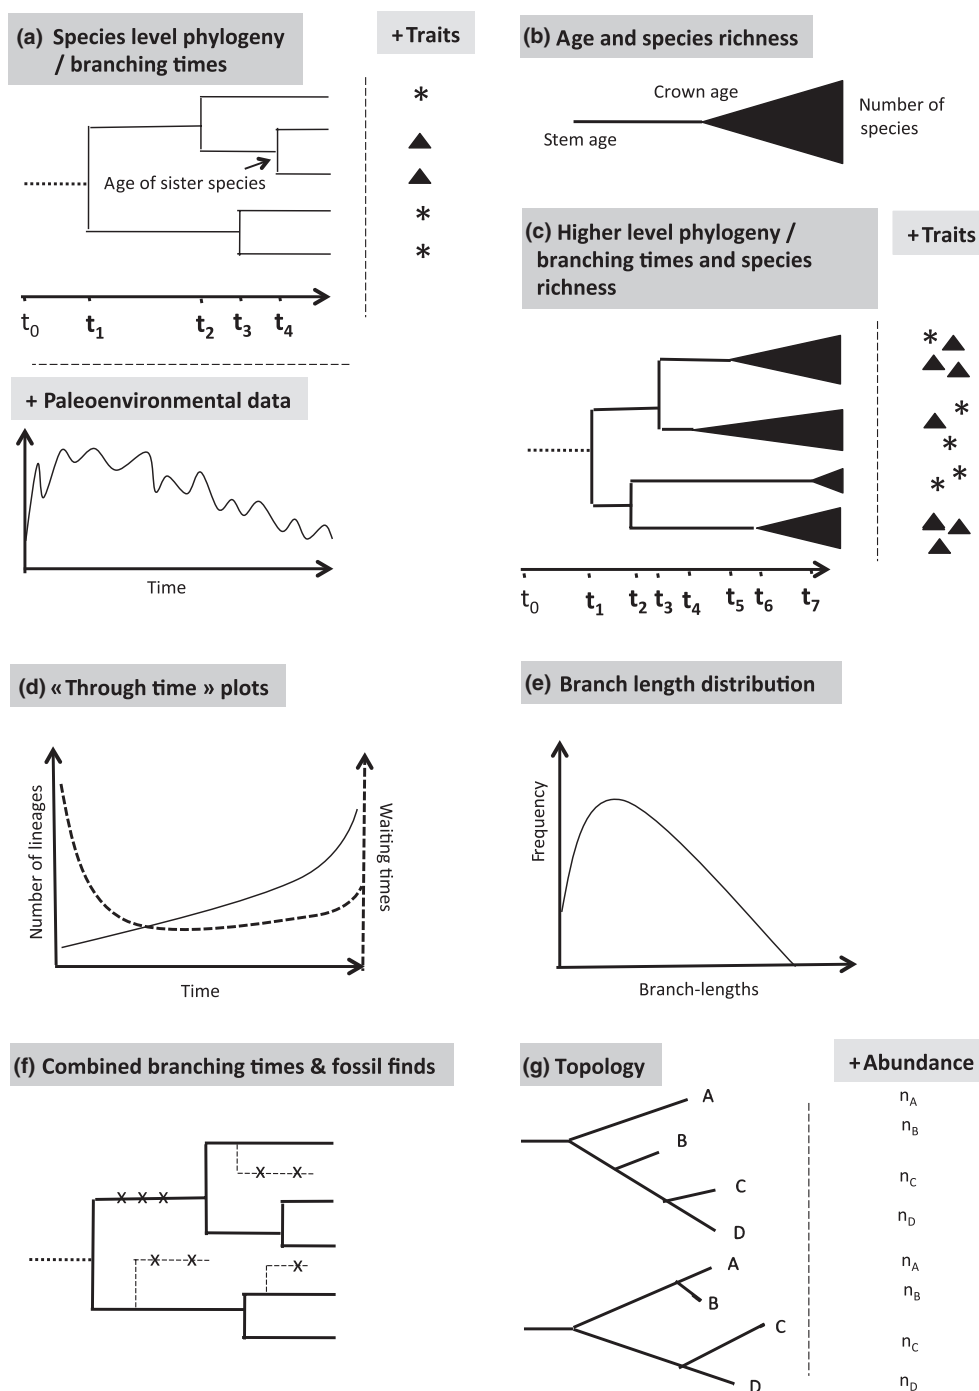 (a) Species level phylogeny
/ branching times
+ Traits
*
*
*
Age of sister species
t0
t1
t2
t3
t4
+ Paleoenvironmental data
Time
(b) Age and species richness
Crown age
Stem age
Number of
species
(c) Higher level phylogeny /
branching times and species
richness
+ Traits
*
*
*
*
*
t0
t1
t2
t3
t4
t5
t6
t7
(d) « Through time » plots
Number of lineages
Waiting times
Time
(e) Branch length distribution
Frequency
Branch-lengths
(f) Combined branching times & fossil finds
x x
x x x
x x
x
(g) Topology
+ Abundance
A
B
C
D
nA
nB
nC
nD
A
B
C
D
nA
nB
nC
nD